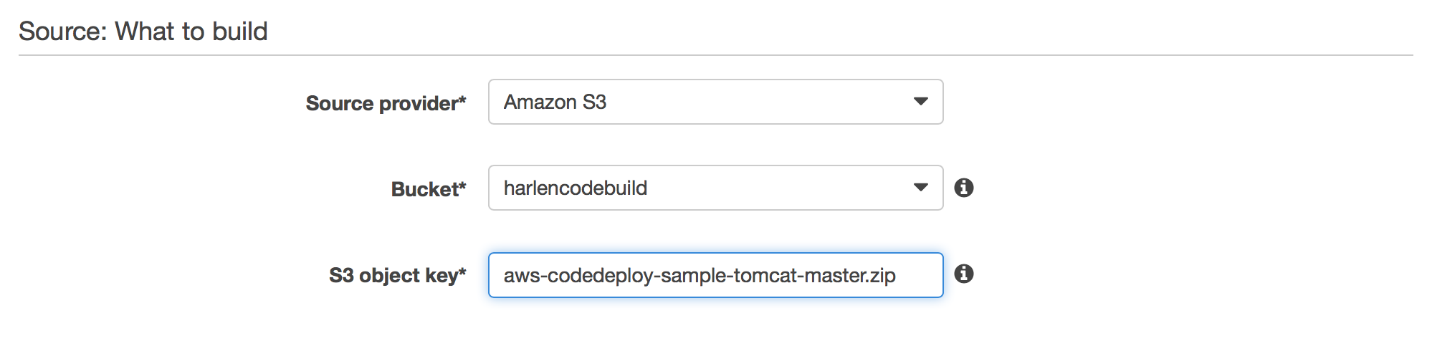 Source: What to build
Source provider* Amazon S3
Bucket* harlencodebuild
S3 object key* aws-codedeploy-sample-tomcat-master.zip